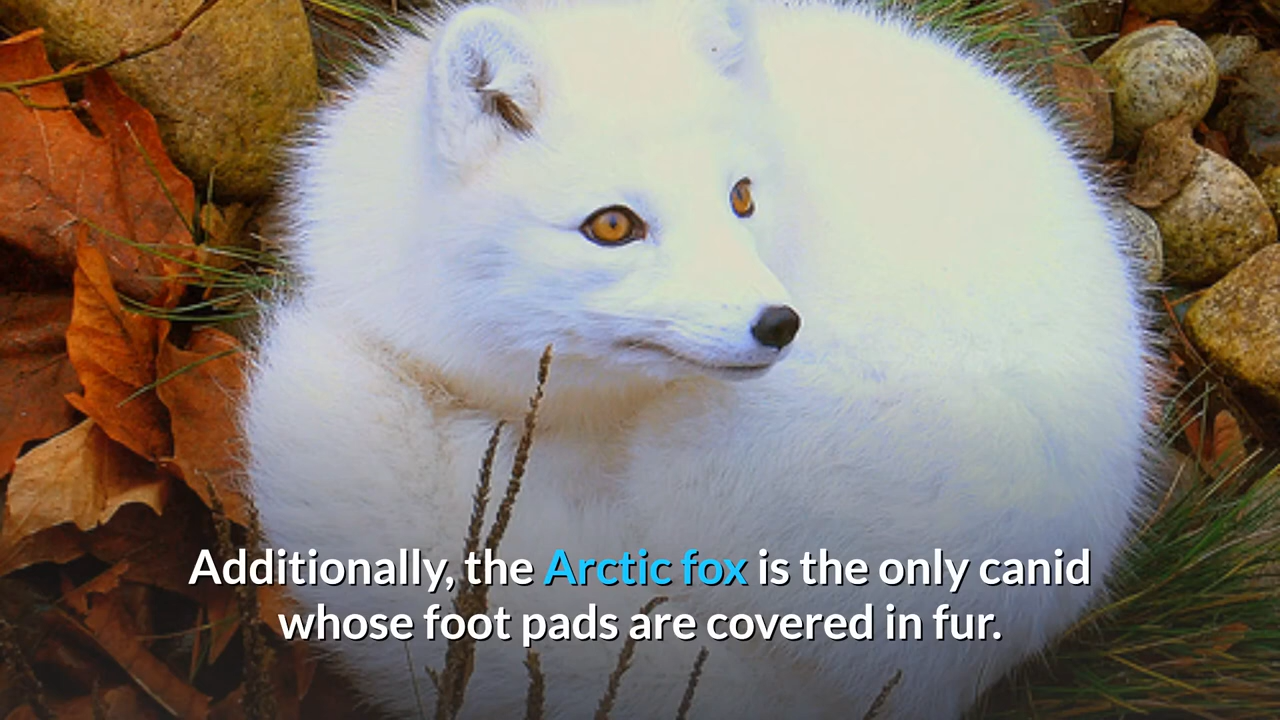 Additionally, the Arctic fox is the only canid
whose foot pads are covered in fur.